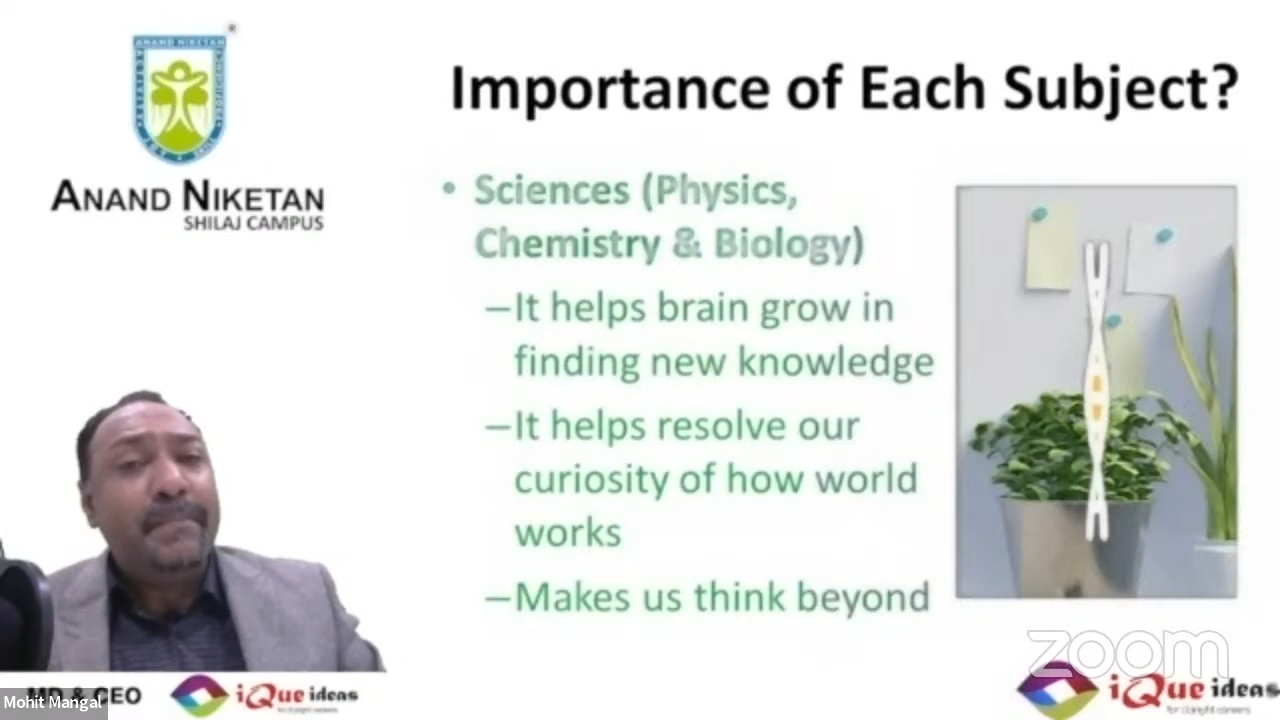 ANAND NIKETAN
ANAND NIKETAN
SHILAJ CAMPUS
Importance of Each Subject?
• Sciences (Physics,
Chemistry & Biology)
–It helps brain grow in
finding new knowledge
–It helps resolve our
curiosity of how world
works
–Makes us think beyond
zoom
& CEO
Mohit Mangal
iQue ideas
iQue ideas